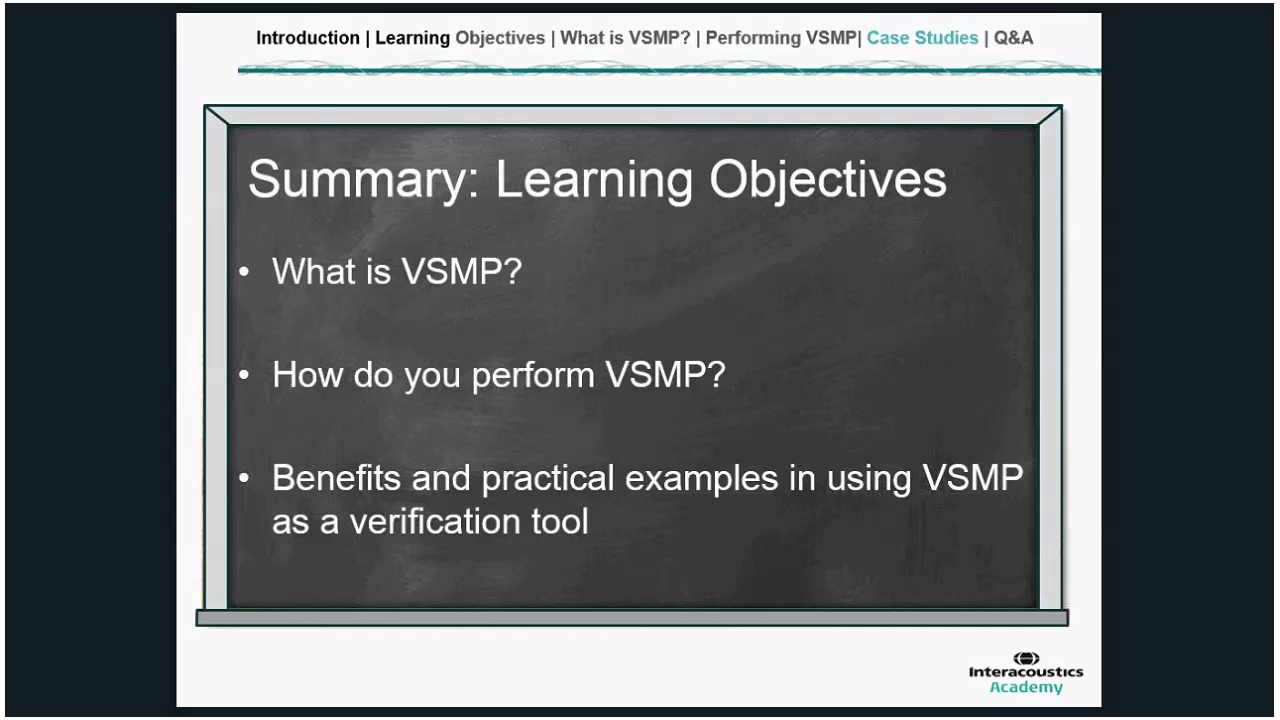 Introduction | Learning Objectives | What is VSMP? | Performing VSMP| Case Studies | Q&A
Summary: Learning Objectives
• What is VSMP?
• How do you perform VSMP?
• Benefits and practical examples in using VSMP
as a verification tool
Interacoustics
Academy